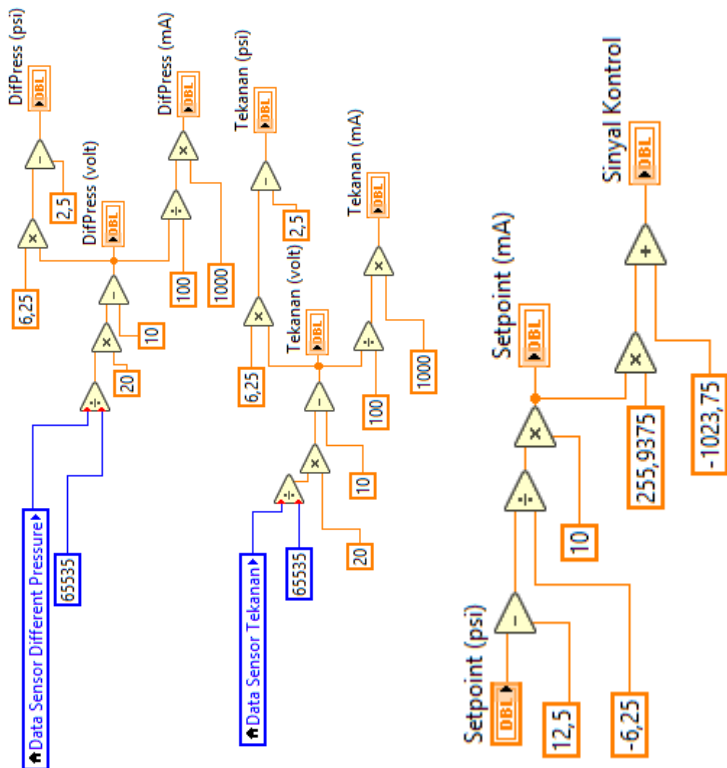 Data Sensor Different Pressure
65535
÷
20
×
10
-
DifPress (volt)
DBL
6,25
×
2,5
-
DifPress (psi)
DBL
100
÷
1000
×
DifPress (mA)
DBL
Data Sensor Tekanan
65535
÷
20
×
10
-
Tekanan (volt)
DBL
6,25
×
2,5
-
Tekanan (psi)
DBL
100
÷
1000
×
Tekanan (mA)
DBL
Setpoint (psi)
DBL
12,5
-
-6,25
÷
10
×
Setpoint (mA)
DBL
255,9375
×
-1023,75
+
Sinyal Kontrol
DBL